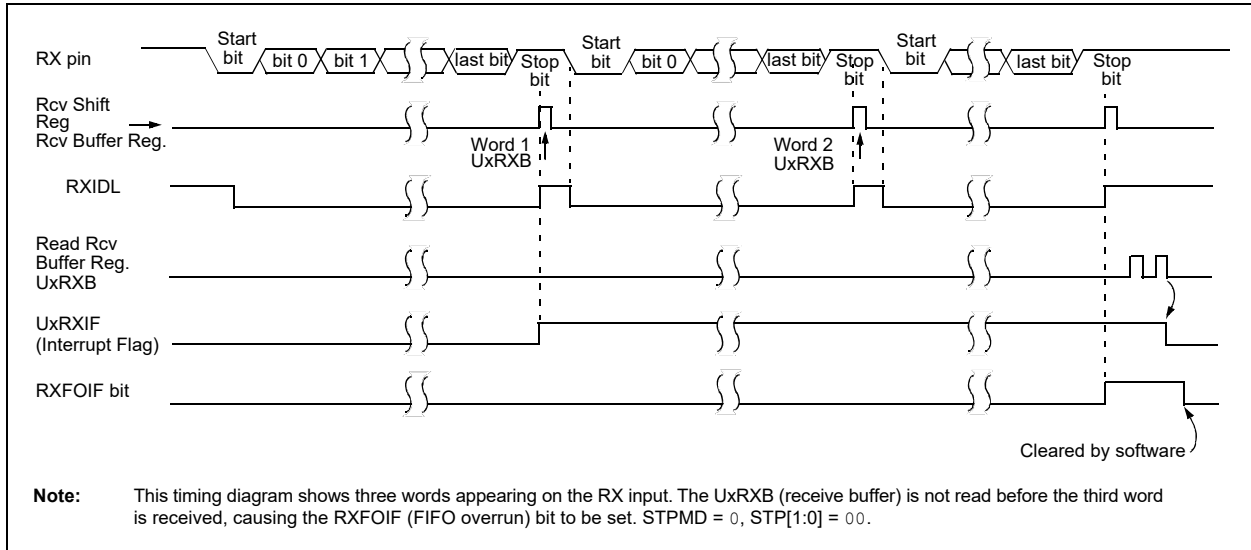 RX pin
Start bit
bit 0
bit 1
last bit
Stop bit
Start bit
bit 0
last bit
Stop bit
Start bit
last bit
Stop bit
Rcv Shift
Reg
Rcv Buffer Reg.
Word 1
UxRXB
Word 2
UxRXB
RXIDL
Read Rcv
Buffer Reg.
UxRXB
UxRXIF
(Interrupt Flag)
RXFOIF bit
Cleared by software
Note: This timing diagram shows three words appearing on the RX input. The UxRXB (receive buffer) is not read before the third word
is received, causing the RXFOIF (FIFO overrun) bit to be set. STPMD = 0, STP[1:0] = 00.